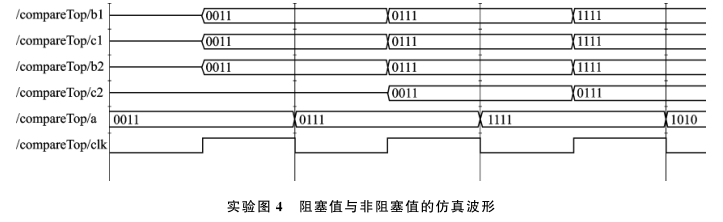 /compareTop/b1 0011 0111 1111
/compareTop/c1 0011 0111 1111
/compareTop/b2 0011 0111 1111
/compareTop/c2 0011 0111
/compareTop/a 0011 0111 1111 1010
/compareTop/clk
实验图 4 阻塞值与非阻塞值的仿真波形